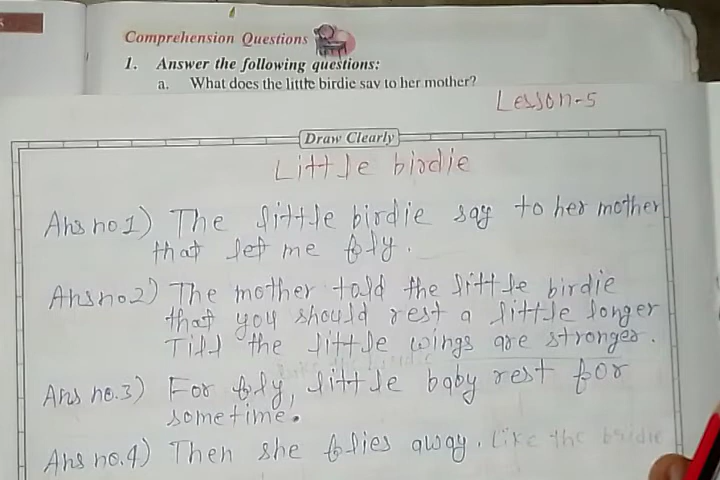 Comprehension Questions
1. Answer the following questions:
a. What does the little birdie say to her mother?
Lesson-5
Draw Clearly
Little birdie
Ans no 1) The little birdie say to her mother
that let me fly.
Ans no 2) The mother told the little birdie
that you should rest a little longer
Till the little wings are stronger.
Ans no. 3) For fly, little baby rest for
sometime.
Ans no. 4) Then she flies away. Like the birdie